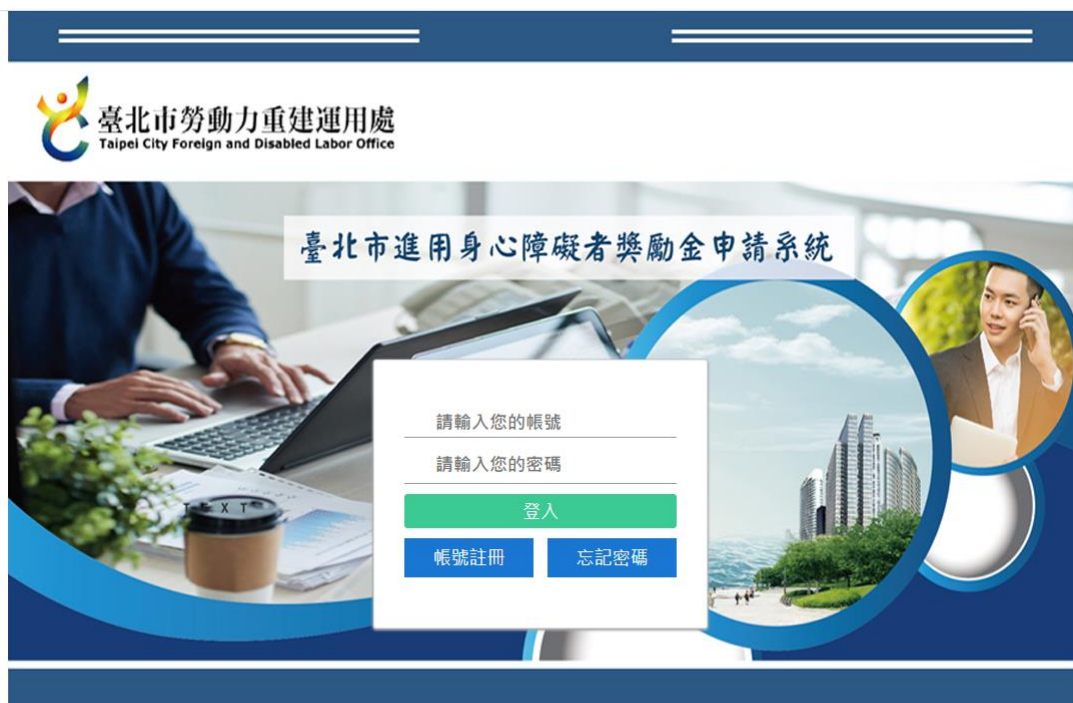 臺北市勞動力重建運用處
Taipei City Foreign and Disabled Labor Office
臺北市進用身心障礙者獎勵金申請系統
請輸入您的帳號
請輸入您的密碼
TEXT
登入
帳號註冊
忘記密碼